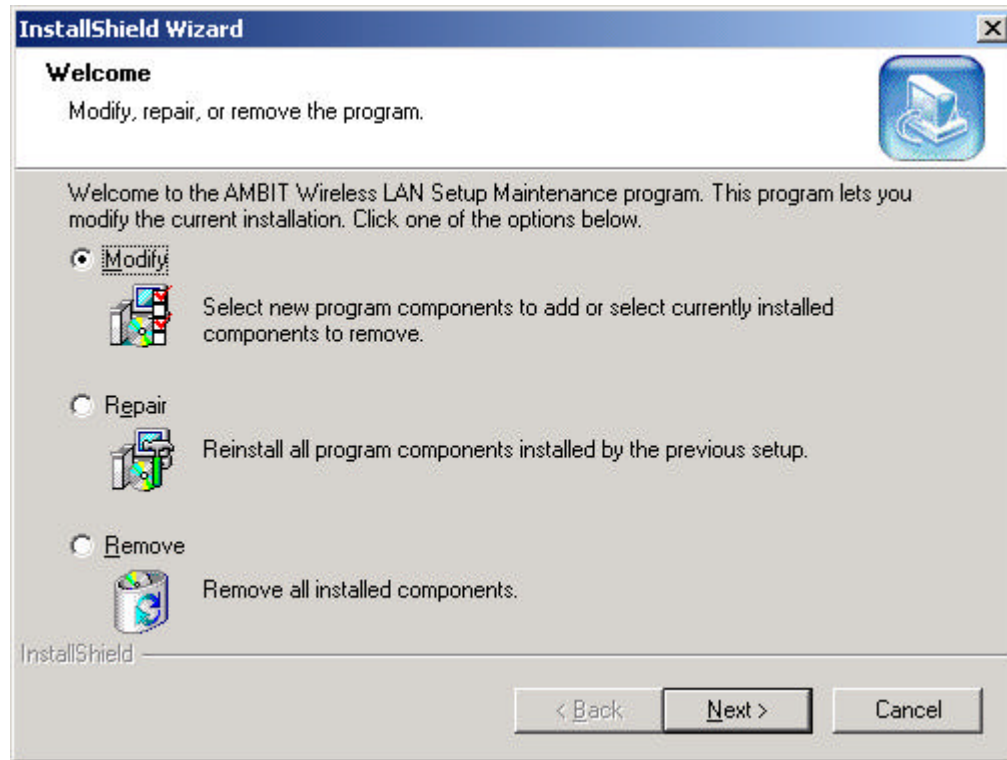 InstallShield Wizard
Welcome
Modify, repair, or remove the program.
Welcome to the AMBIT Wireless LAN Setup Maintenance program. This program lets you
modify the current installation. Click one of the options below.
Modify
Select new program components to add or select currently installed
components to remove.
Repair
Reinstall all program components installed by the previous setup.
Remove
Remove all installed components.
InstallShield
< Back Next > Cancel